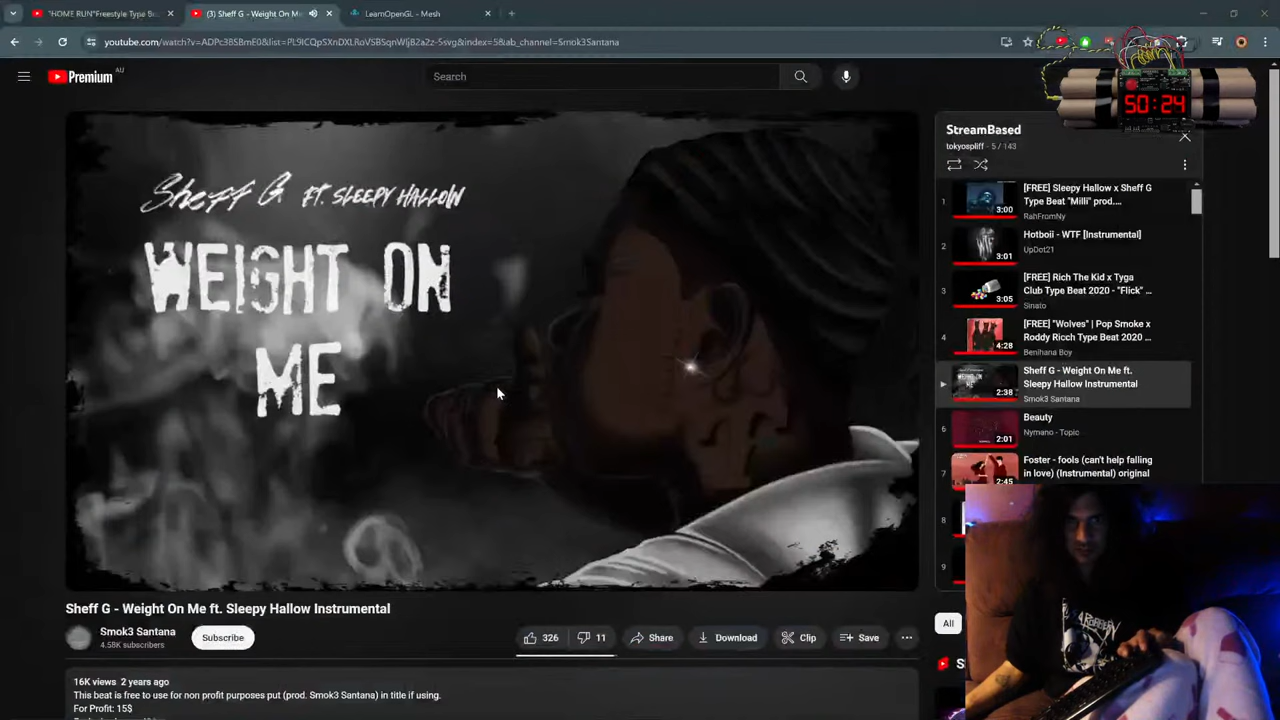 "HOME RUN"Freestyle Type B
(3) Sheff G - Weight On M
LearnOpenGL - Mesh
youtube.com/watch?v=ADPc38SBmE0&list=PL9ICQpSXnDXLRoVSBSqnWljB2a2z-Ssvg&index=5&ab_channel=Smok3Santana
Premium
AU
Search
50:24
Sheff G FT. SLEEPY HALLOW
WEIGHT ON
ME
StreamBased
tokyospliff - 5 / 143
1
3:00
[FREE] Sleepy Hallow x Sheff G
Type Beat "Milli" prod....
RahFromNy
2
3:01
Hotboii - WTF [Instrumental]
UpDot21
3
3:05
[FREE] Rich The Kid x Tyga
Club Type Beat 2020 - "Flick" ...
Sinato
4
4:28
[FREE] "Wolves" | Pop Smoke x
Roddy Ricch Type Beat 2020 ...
Benihana Boy
2:38
Sheff G - Weight On Me ft.
Sleepy Hallow Instrumental
Smok3 Santana
6
2:01
Beauty
Nymano - Topic
7
2:45
Foster - fools (can't help falling
in love) (Instrumental) original
8
9
All
Sheff G - Weight On Me ft. Sleepy Hallow Instrumental
Smok3 Santana
4.58K subscribers
Subscribe
326
11
Share
Download
Clip
Save
16K views 2 years ago
This beat is free to use for non profit purposes put (prod. Smok3 Santana) in title if using.
For Profit: 15$